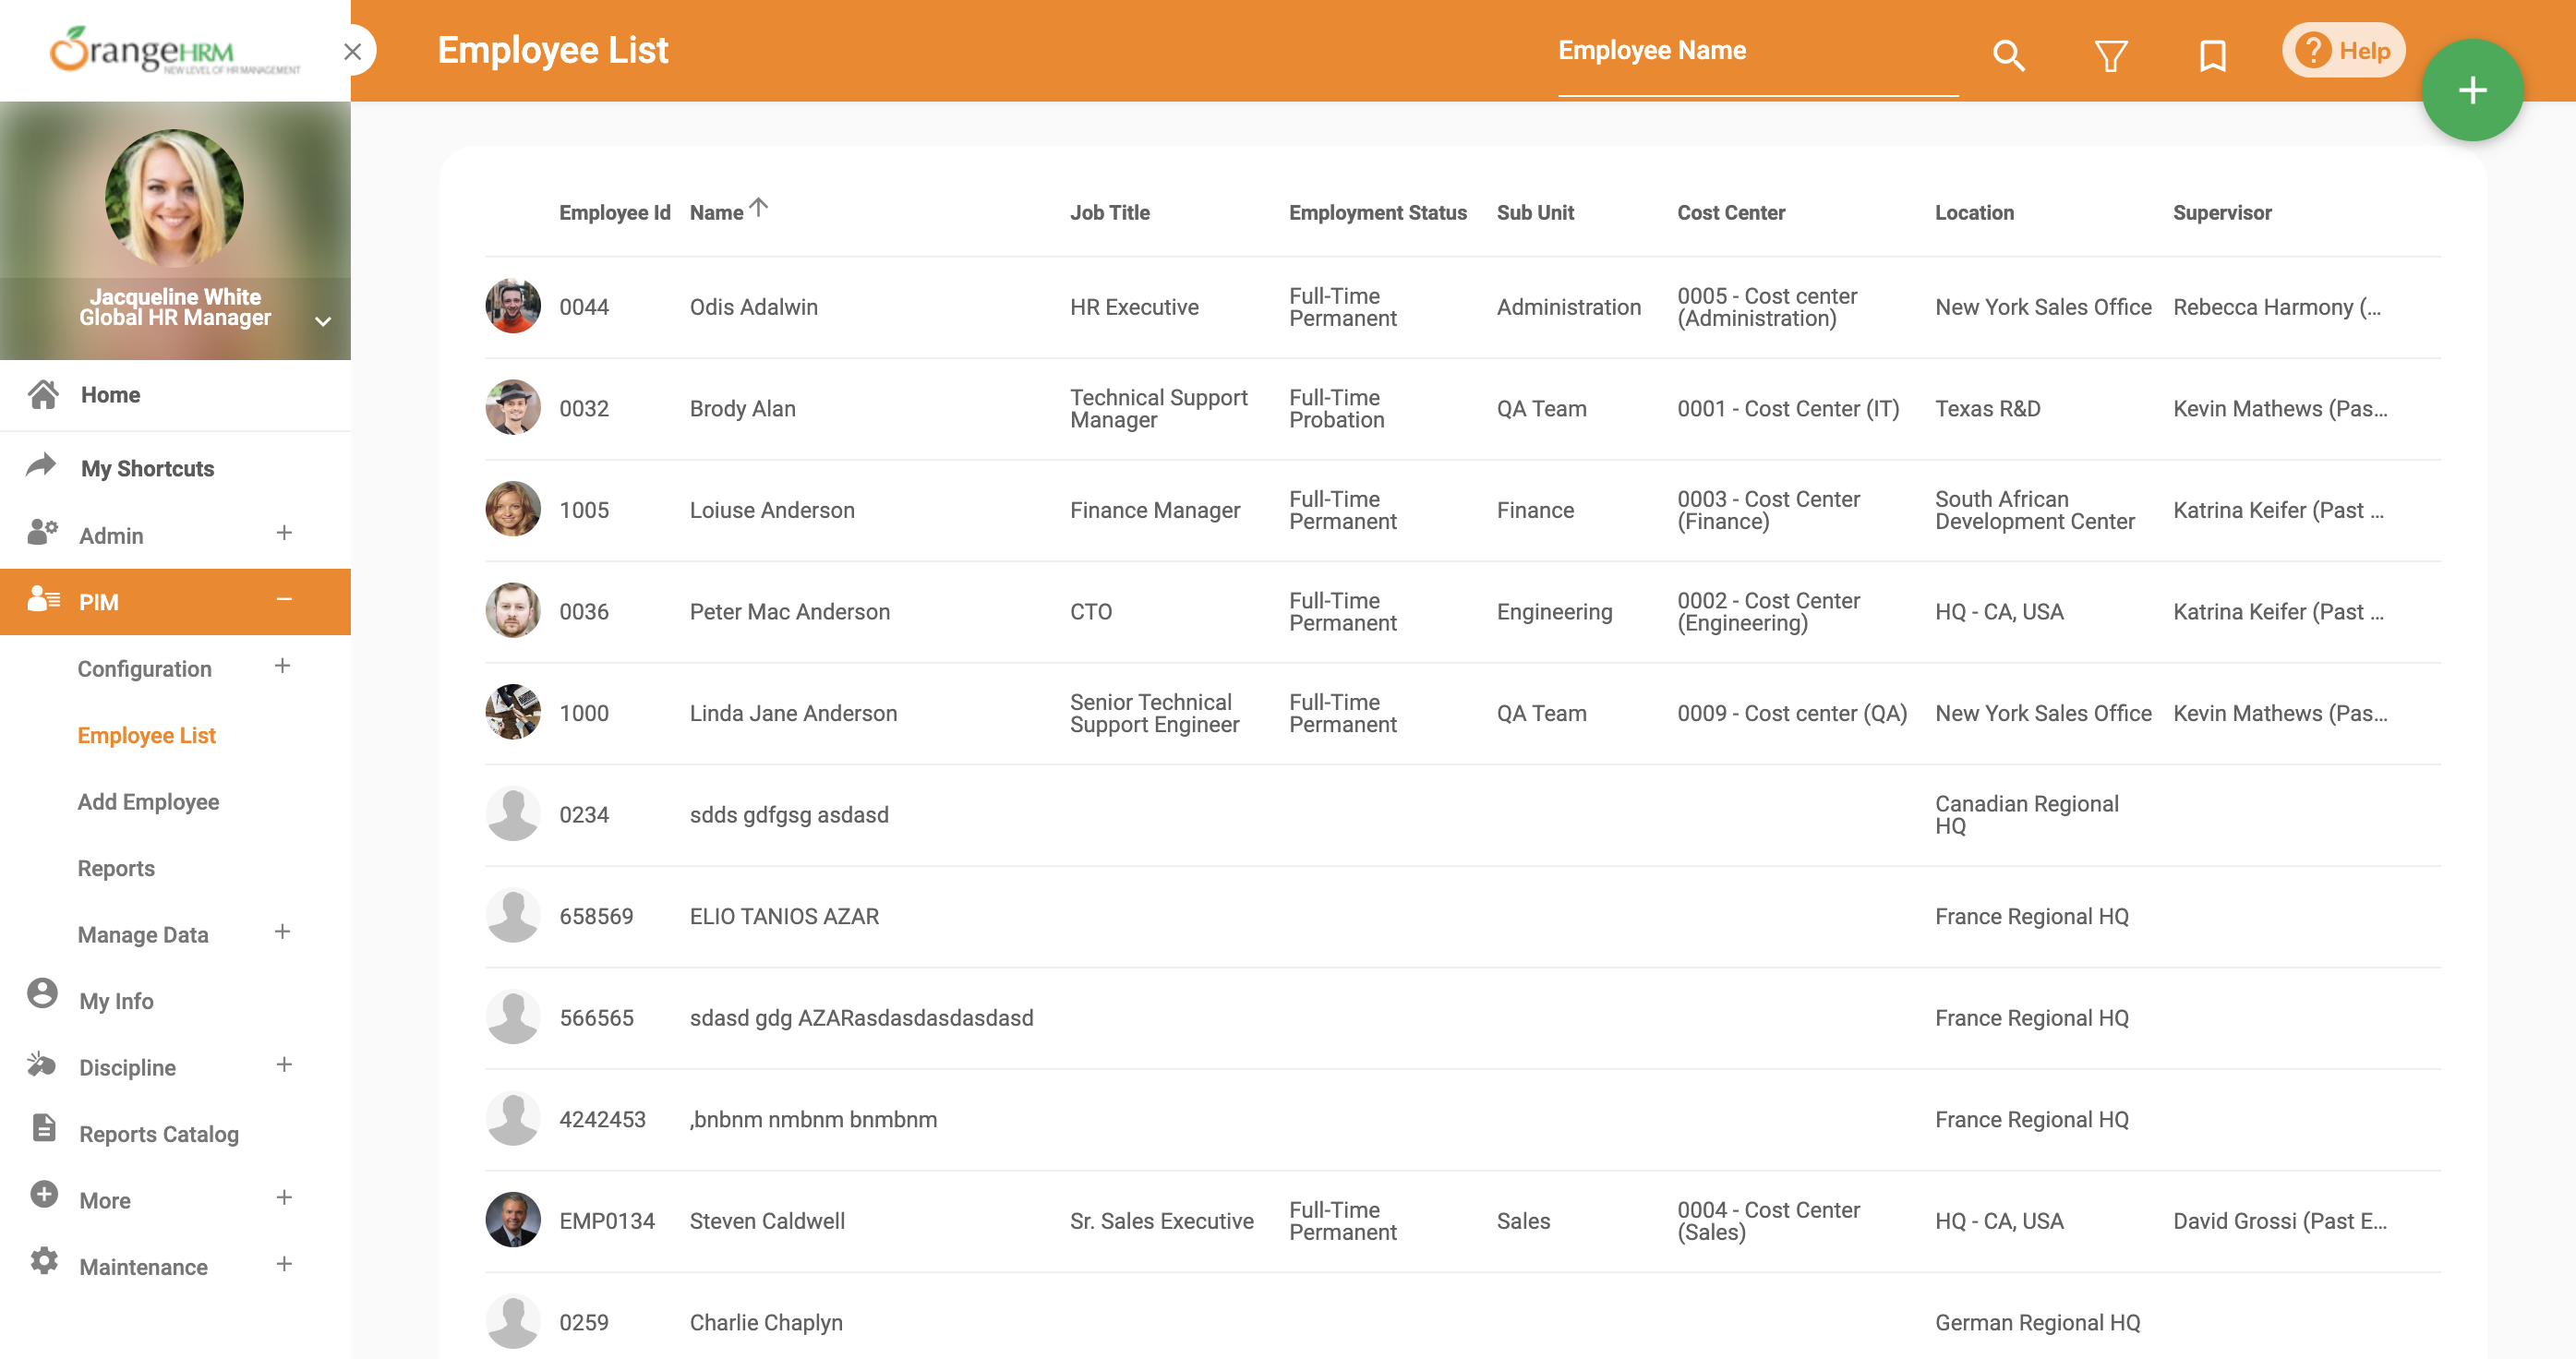 OrangeHRM
NEW LEVEL OF HR MANAGEMENT
Employee List
Employee Name
? Help
Jacqueline White
Global HR Manager
Home
My Shortcuts
Admin
PIM
Configuration
Employee List
Add Employee
Reports
Manage Data
My Info
Discipline
Reports Catalog
More
Maintenance
Employee Id Name Job Title Employment Status Sub Unit Cost Center Location Supervisor
0044 Odis Adalwin HR Executive Full-Time Permanent Administration 0005 - Cost center (Administration) New York Sales Office Rebecca Harmony (...
0032 Brody Alan Technical Support Manager Full-Time Probation QA Team 0001 - Cost Center (IT) Texas R&D Kevin Mathews (Pas...
1005 Loiuse Anderson Finance Manager Full-Time Permanent Finance 0003 - Cost Center (Finance) South African Development Center Katrina Keifer (Past ...
0036 Peter Mac Anderson CTO Full-Time Permanent Engineering 0002 - Cost Center (Engineering) HQ - CA, USA Katrina Keifer (Past ...
1000 Linda Jane Anderson Senior Technical Support Engineer Full-Time Permanent QA Team 0009 - Cost center (QA) New York Sales Office Kevin Mathews (Pas...
0234 sdds gdfgsg asdasd Canadian Regional HQ
658569 ELIO TANIOS AZAR France Regional HQ
566565 sdasd gdg AZARasdasdasdasdasd France Regional HQ
4242453 ,bnbnm nmbnm bnmbnm France Regional HQ
EMP0134 Steven Caldwell Sr. Sales Executive Full-Time Permanent Sales 0004 - Cost Center (Sales) HQ - CA, USA David Grossi (Past E...
0259 Charlie Chaplyn German Regional HQ